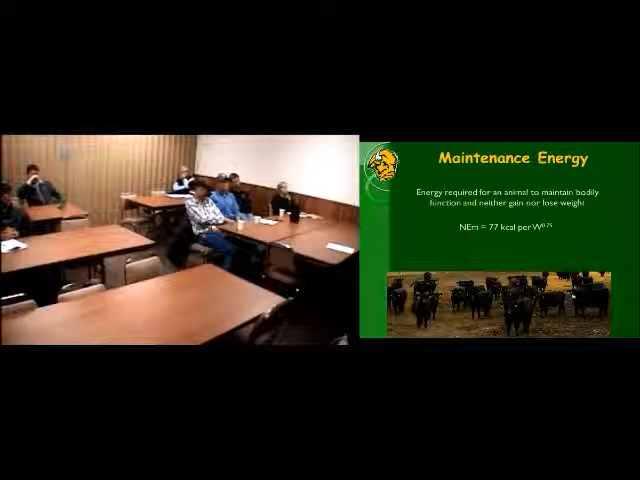 Maintenance Energy
Energy required for an animal to maintain bodily
function and neither gain nor lose weight
NEm = 77 kcal per W^0.75